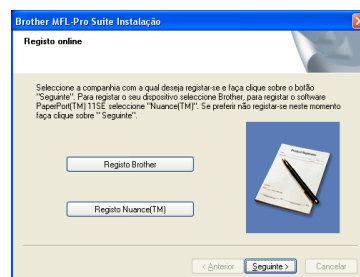 Brother MFL-Pro Suite Instalação
Registo online
Seleccione a companhia com a qual deseja registar-se e faça clique sobre o botão
"Seguinte". Para registar o seu dispositivo seleccione Brother, para registar o software
PaperPort(TM) 11SE seleccione "Nuance(TM)". Se preferir não registar-se neste momento
faça clique sobre " Seguinte".
Registo Brother
Registo Nuance(TM)
< Anterior
Seguinte >
Cancelar